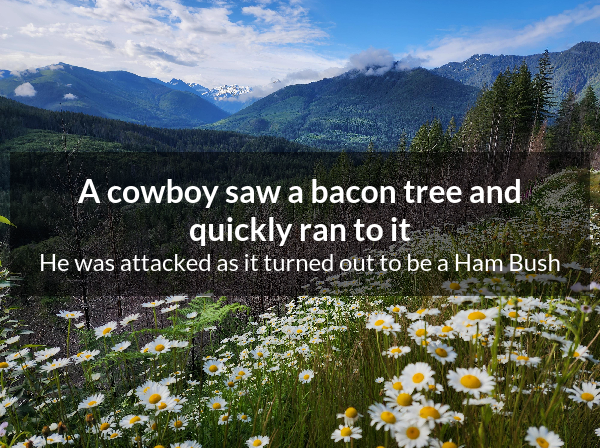 A cowboy saw a bacon tree and
quickly ran to it
He was attacked as it turned out to be a Ham Bush